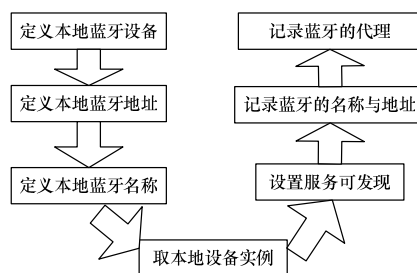 定义本地蓝牙设备
定义本地蓝牙地址
定义本地蓝牙名称
取本地设备实例
设置服务可发现
记录蓝牙的名称与地址
记录蓝牙的代理